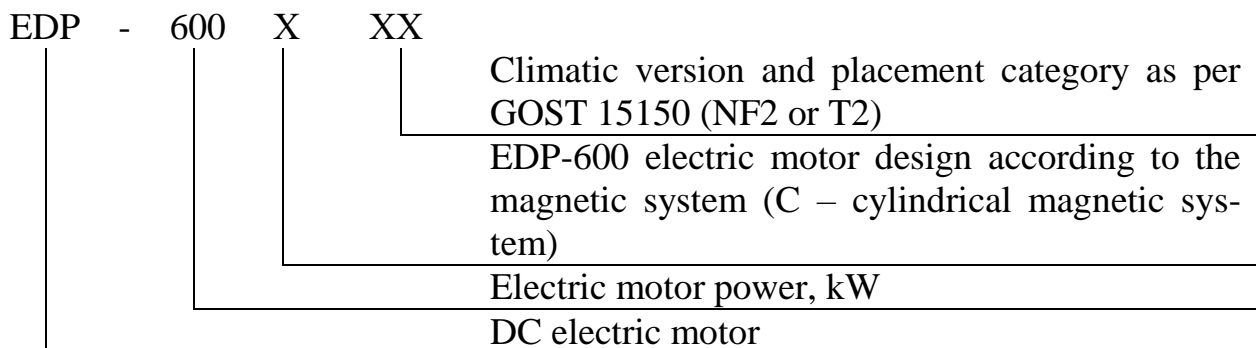 EDP - 600 X XX
Climatic version and placement category as per
GOST 15150 (NF2 or T2)
EDP-600 electric motor design according to the
magnetic system (C – cylindrical magnetic sys-
tem)
Electric motor power, kW
DC electric motor